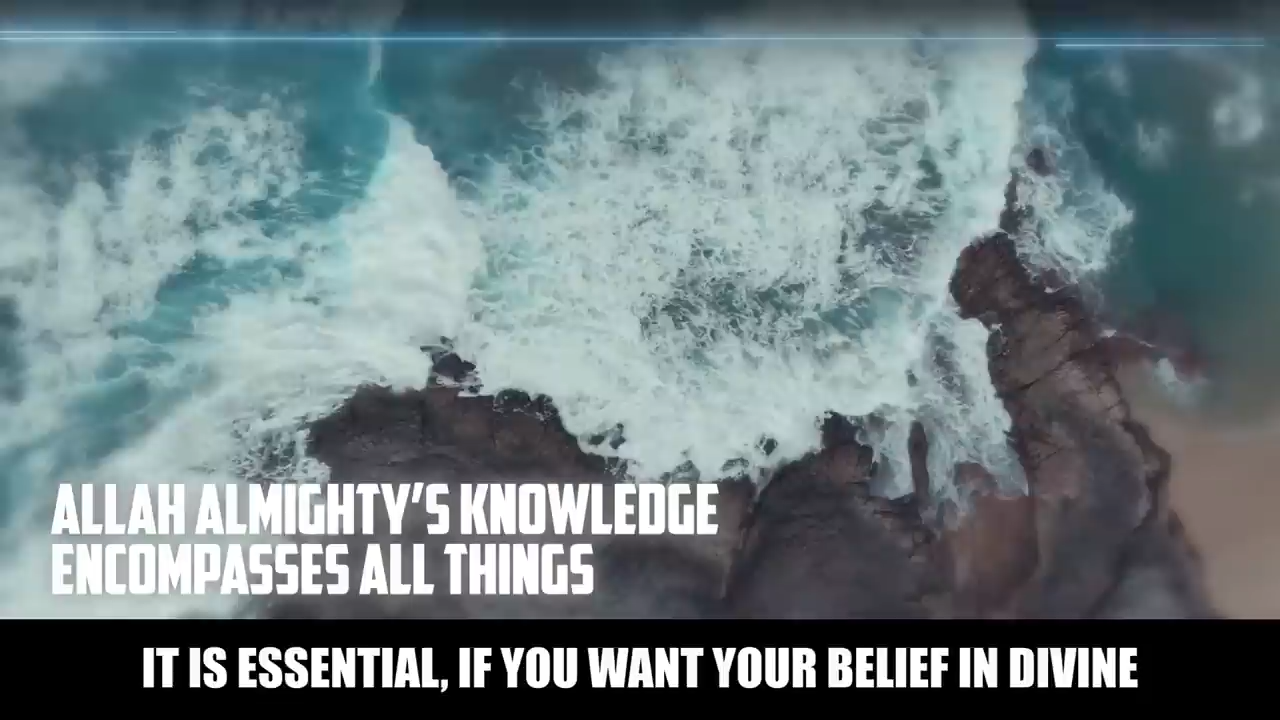 ALLAH ALMIGHTY'S KNOWLEDGE
ENCOMPASSES ALL THINGS
IT IS ESSENTIAL, IF YOU WANT YOUR BELIEF IN DIVINE